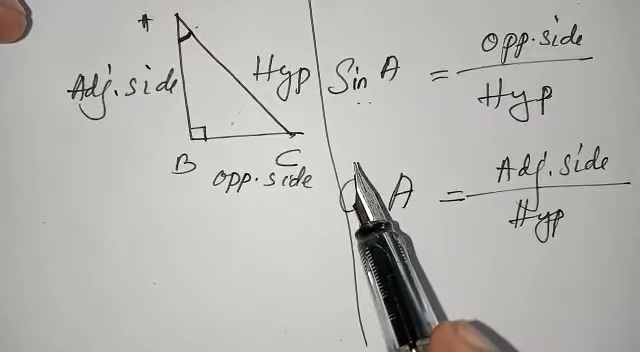 A
Adj. side
Hyp
B
C
opp. side
Sin A = Opp. side / Hyp
A = Adj. side / Hyp